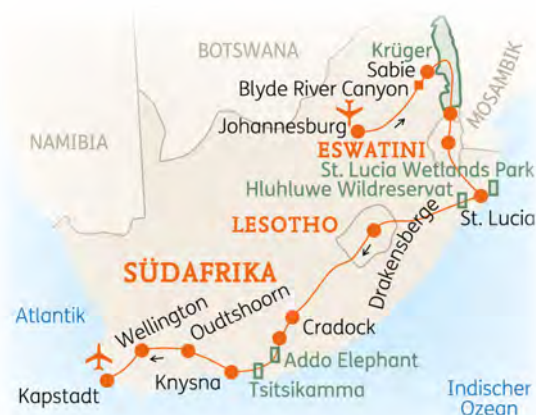 BOTSWANA
Krüger
Sabie
Blyde River Canyon
MOSAMBIK
Johannesburg
NAMIBIA
ESWATINI
St. Lucia Wetlands Park
Hluhluwe Wildreservat
St. Lucia
LESOTHO
Drakensberge
SÜDAFRIKA
Atlantik
Wellington
Oudtshoorn
Cradock
Addo Elephant
Kapstadt
Knysna
Tsitsikamma
Indischer
Ozean